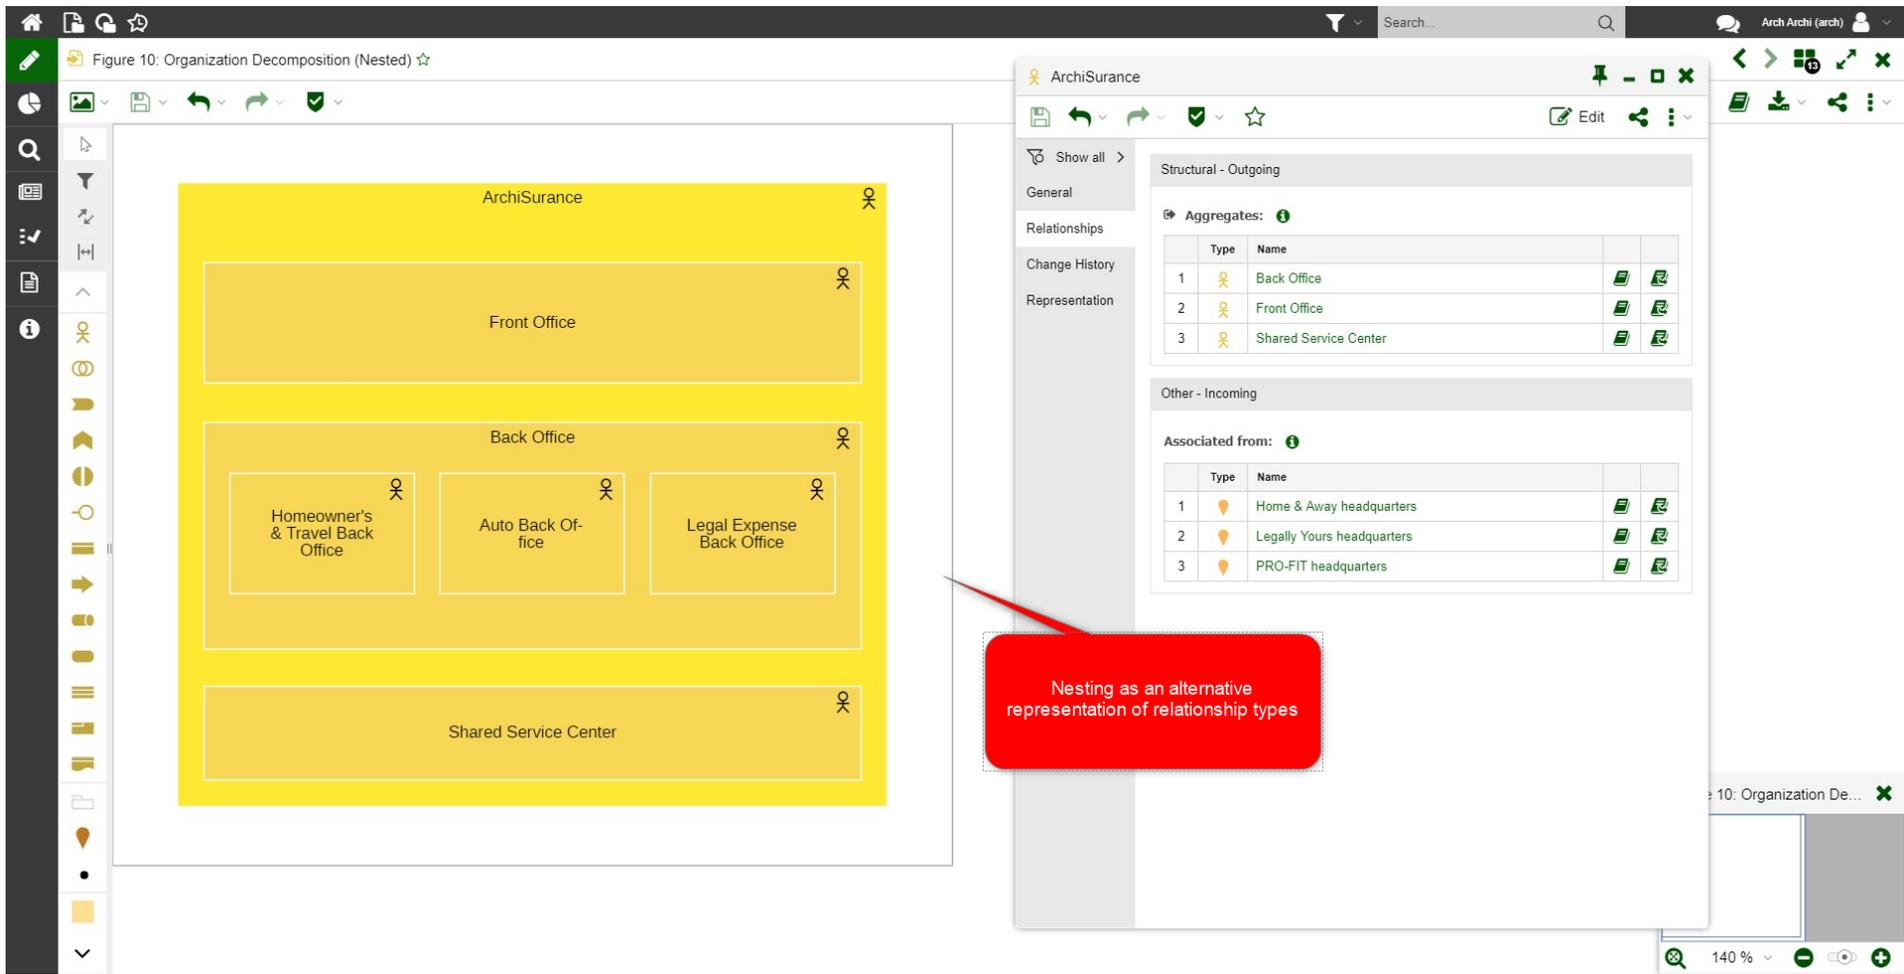 Search...
Arch Archi (arch)
Figure 10: Organization Decomposition (Nested)
13
ArchiSurance
Front Office
Back Office
Homeowner's
& Travel Back
Office
Auto Back Of-
fice
Legal Expense
Back Office
Shared Service Center
ArchiSurance
Edit
Show all
General
Relationships
Change History
Representation
Structural - Outgoing
Aggregates:
Type Name
1 Back Office
2 Front Office
3 Shared Service Center
Other - Incoming
Associated from:
Type Name
1 Home & Away headquarters
2 Legally Yours headquarters
3 PRO-FIT headquarters
Nesting as an alternative
representation of relationship types
10: Organization De...
140 %